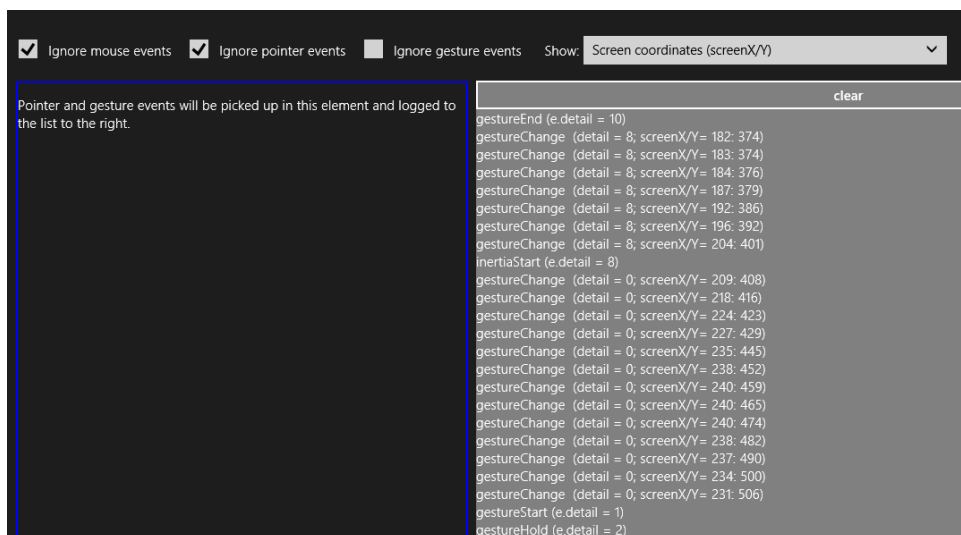 Ignore mouse events Ignore pointer events Ignore gesture events Show: Screen coordinates (screenX/Y)
Pointer and gesture events will be picked up in this element and logged to
the list to the right.
clear
gestureEnd (e.detail = 10)
gestureChange (detail = 8; screenX/Y= 182: 374)
gestureChange (detail = 8; screenX/Y= 183: 374)
gestureChange (detail = 8; screenX/Y= 184: 376)
gestureChange (detail = 8; screenX/Y= 187: 379)
gestureChange (detail = 8; screenX/Y= 192: 386)
gestureChange (detail = 8; screenX/Y= 196: 392)
gestureChange (detail = 8; screenX/Y= 204: 401)
inertiaStart (e.detail = 8)
gestureChange (detail = 0; screenX/Y= 209: 408)
gestureChange (detail = 0; screenX/Y= 218: 416)
gestureChange (detail = 0; screenX/Y= 224: 423)
gestureChange (detail = 0; screenX/Y= 227: 429)
gestureChange (detail = 0; screenX/Y= 235: 445)
gestureChange (detail = 0; screenX/Y= 238: 452)
gestureChange (detail = 0; screenX/Y= 240: 459)
gestureChange (detail = 0; screenX/Y= 240: 465)
gestureChange (detail = 0; screenX/Y= 240: 474)
gestureChange (detail = 0; screenX/Y= 238: 482)
gestureChange (detail = 0; screenX/Y= 237: 490)
gestureChange (detail = 0; screenX/Y= 234: 500)
gestureChange (detail = 0; screenX/Y= 231: 506)
gestureStart (e.detail = 1)
gestureHold (e.detail = 2)